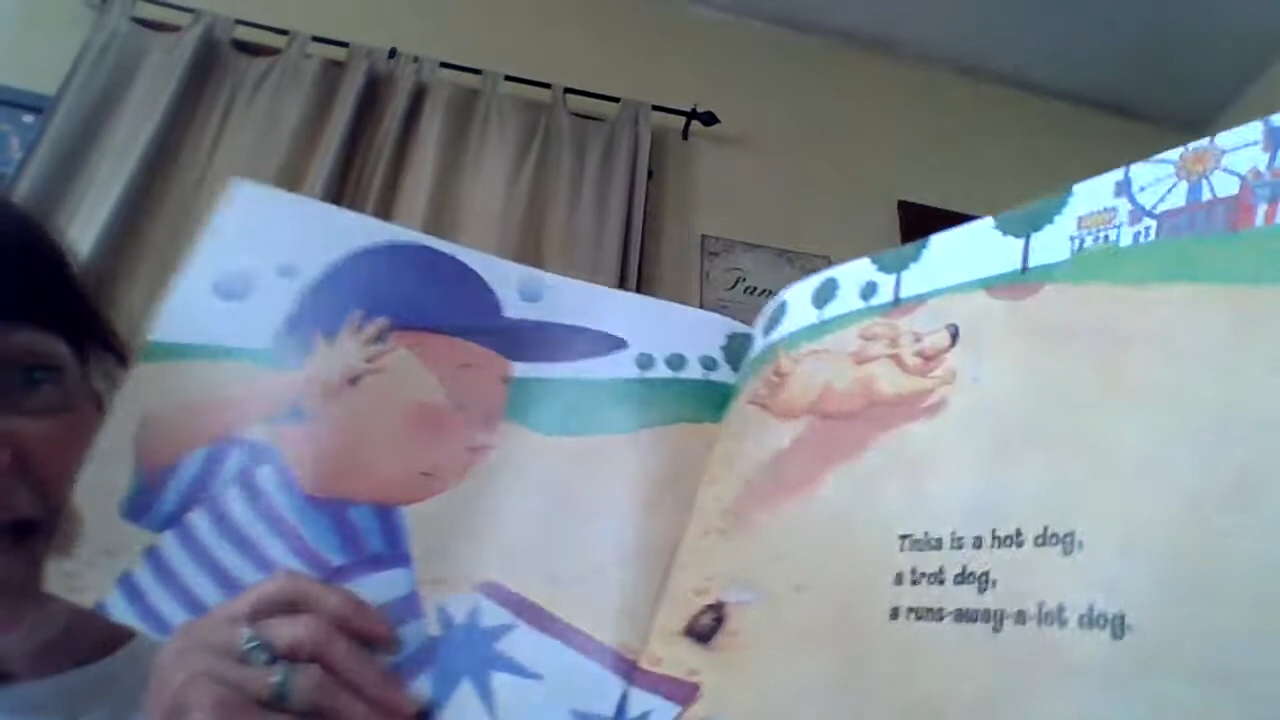 Tinka is a hot dog,
a trot dog,
a runs-away-a-lot dog.